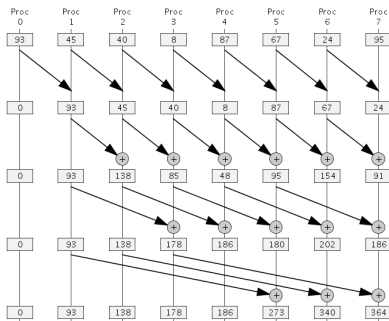 Proc Proc Proc Proc Proc Proc Proc Proc
0 1 2 3 4 5 6 7
93 45 40 8 87 67 24 95
0 93 45 40 8 87 67 24
+ + + + + +
0 93 138 85 48 95 154 91
+ + + + +
0 93 138 178 186 180 202 186
+ + +
0 93 138 178 186 273 340 364